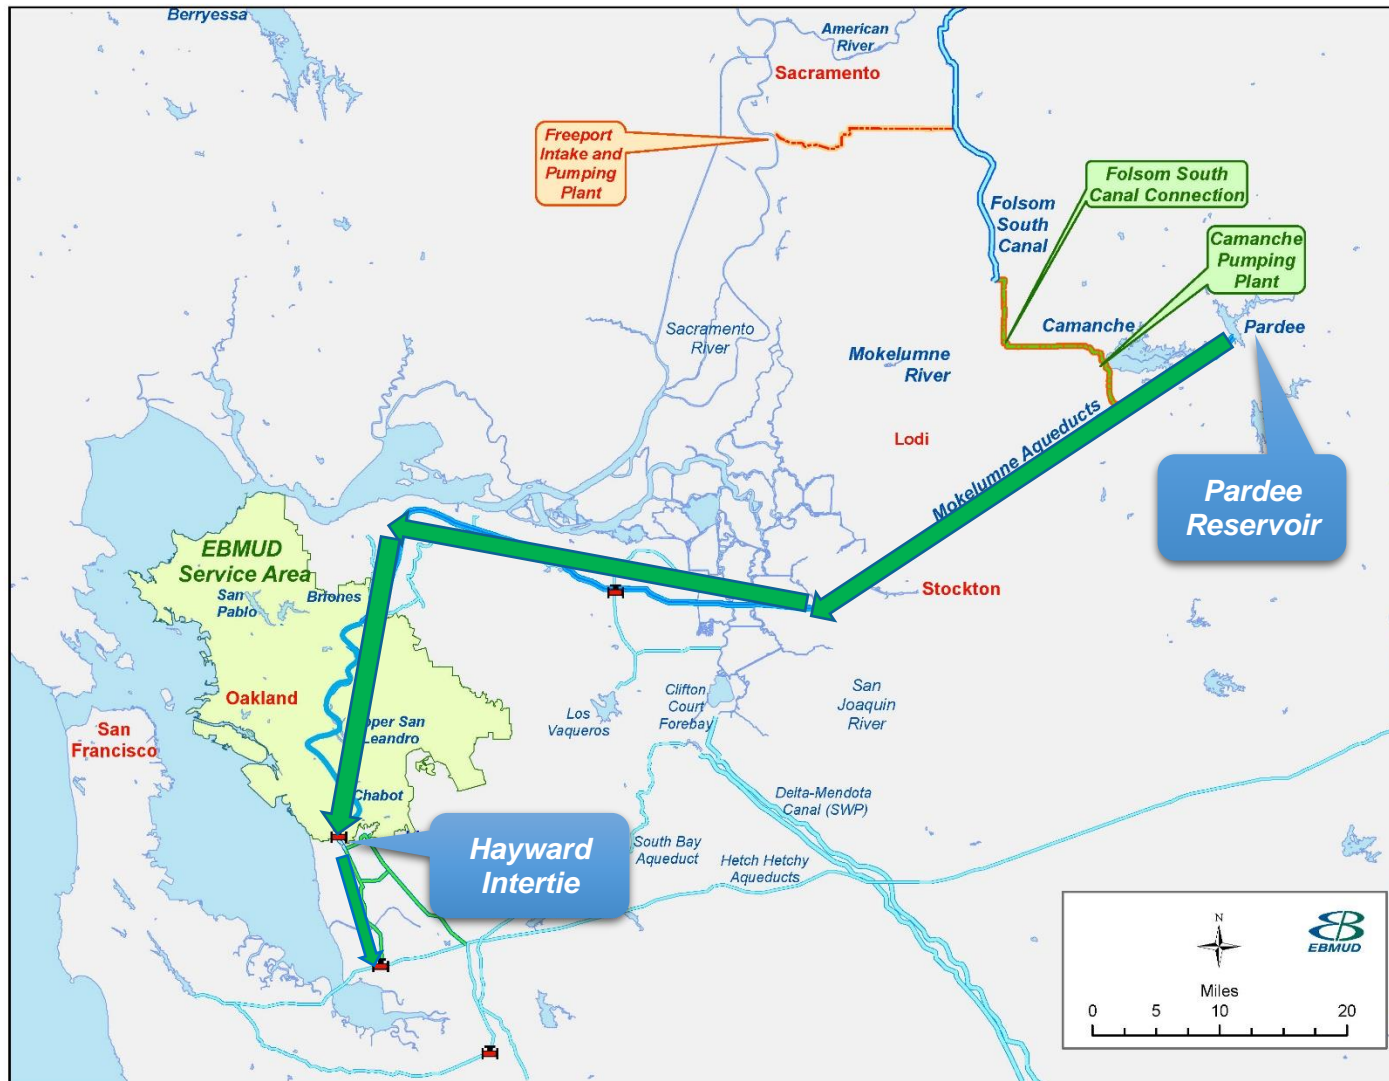 Berryessa
American
River
Sacramento
Freeport
Intake and
Pumping
Plant
Folsom South
Canal Connection
Folsom
South
Canal
Camanche
Pumping
Plant
Camanche
Pardee
Sacramento
River
Mokelumne
River
Lodi
Mokelumne Aqueducts
Pardee
Reservoir
EBMUD
Service Area
San
Pablo
Briones
Stockton
Oakland
San
Francisco
Upper San
Leandro
Los
Vaqueros
Clifton
Court
Forebay
San
Joaquin
River
Chabot
Delta-Mendota
Canal (SWP)
Hayward
Intertie
South Bay
Aqueduct
Hetch Hetchy
Aqueducts
N
EBMUD
Miles
0 5 10 20